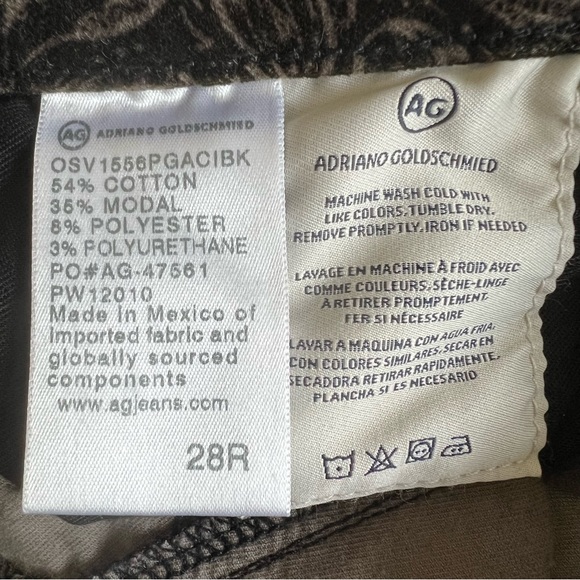 AG ADRIANO GOLDSCHMIED
OSV1556PGACIBK
54% COTTON
35% MODAL
8% POLYESTER
3% POLYURETHANE
PO#AG-47561
PW12010
Made in Mexico of
imported fabric and
globally sourced
components
www.agjeans.com
28R
AG
ADRIANO GOLDSCHMIED
MACHINE WASH COLD WITH
LIKE COLORS. TUMBLE DRY.
REMOVE PROMPTLY. IRON IF NEEDED
LAVAGE EN MACHINE À FROID AVEC
COMME COULEURS. SÈCHE-LINGE
A RETIRER PROMPTEMENT.
FER SI NÉCESSAIRE
LAVAR A MAQUINA CON AGUA FRIA.
CON COLORES SIMILARES. SECAR EN
SECADORA RETIRAR RAPIDAMENTE.
PLANCHA SI ES NECESARIO